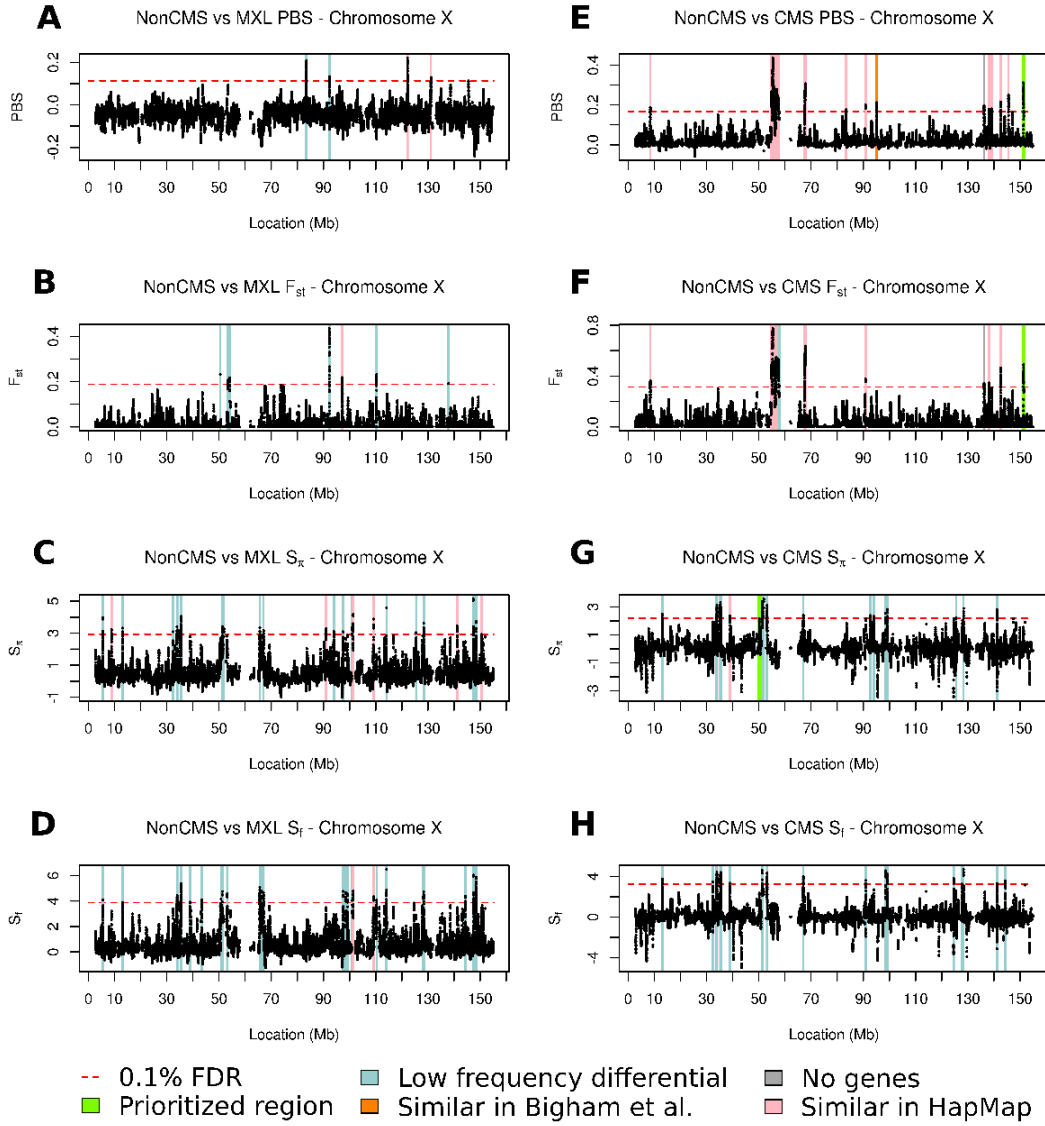 A
NonCMS vs MXL PBS - Chromosome X
PBS
0.2
0.0
-0.2
0 10 30 50 70 90 110 130 150
Location (Mb)
B
NonCMS vs MXL Fst - Chromosome X
Fst
0.4
0.2
0.0
0 10 30 50 70 90 110 130 150
Location (Mb)
C
NonCMS vs MXL Sπ - Chromosome X
Sπ
5
3
1
-1
0 10 30 50 70 90 110 130 150
Location (Mb)
D
NonCMS vs MXL Sf - Chromosome X
Sf
6
4
2
0
0 10 30 50 70 90 110 130 150
Location (Mb)
E
NonCMS vs CMS PBS - Chromosome X
PBS
0.4
0.2
0.0
0 10 30 50 70 90 110 130 150
Location (Mb)
F
NonCMS vs CMS Fst - Chromosome X
Fst
0.8
0.4
0.0
0 10 30 50 70 90 110 130 150
Location (Mb)
G
NonCMS vs CMS Sπ - Chromosome X
Sπ
3
1
-1
-3
0 10 30 50 70 90 110 130 150
Location (Mb)
H
NonCMS vs CMS Sf - Chromosome X
Sf
4
0
-4
0 10 30 50 70 90 110 130 150
Location (Mb)
0.1% FDR
Prioritized region
Low frequency differential
Similar in Bigham et al.
No genes
Similar in HapMap